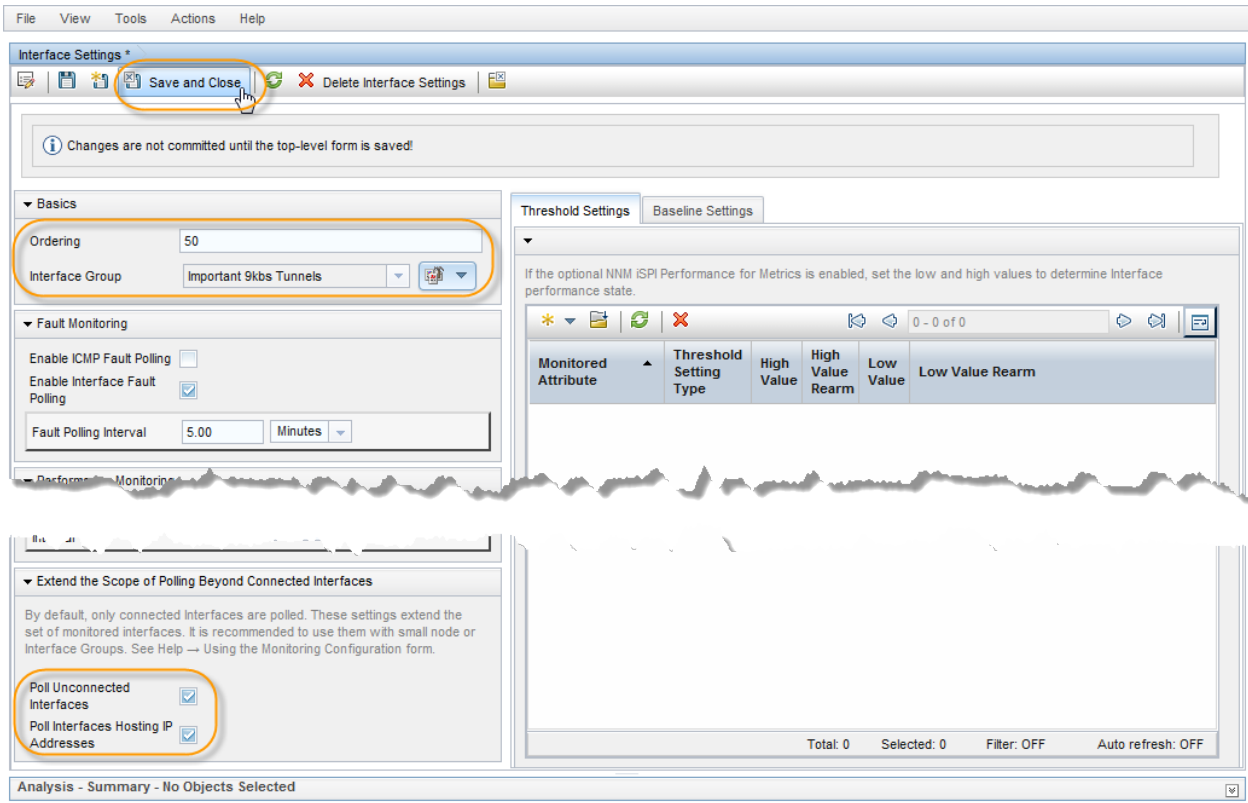 File View Tools Actions Help
Interface Settings *
Save and Close Delete Interface Settings
Changes are not committed until the top-level form is saved!
Basics
Ordering 50
Interface Group Important 9kbs Tunnels
Fault Monitoring
Enable ICMP Fault Polling
Enable Interface Fault
Polling
Fault Polling Interval 5.00 Minutes
Monitoring
Extend the Scope of Polling Beyond Connected Interfaces
By default, only connected Interfaces are polled. These settings extend the
set of monitored interfaces. It is recommended to use them with small node or
Interface Groups. See Help → Using the Monitoring Configuration form.
Poll Unconnected
Interfaces
Poll Interfaces Hosting IP
Addresses
Threshold Settings Baseline Settings
If the optional NNM iSPI Performance for Metrics is enabled, set the low and high values to determine Interface
performance state.
0 - 0 of 0
Monitored
Attribute
Threshold
Setting
Type
High
Value
High
Value
Rearm
Low
Value
Low Value Rearm
Total: 0 Selected: 0 Filter: OFF Auto refresh: OFF
Analysis - Summary - No Objects Selected